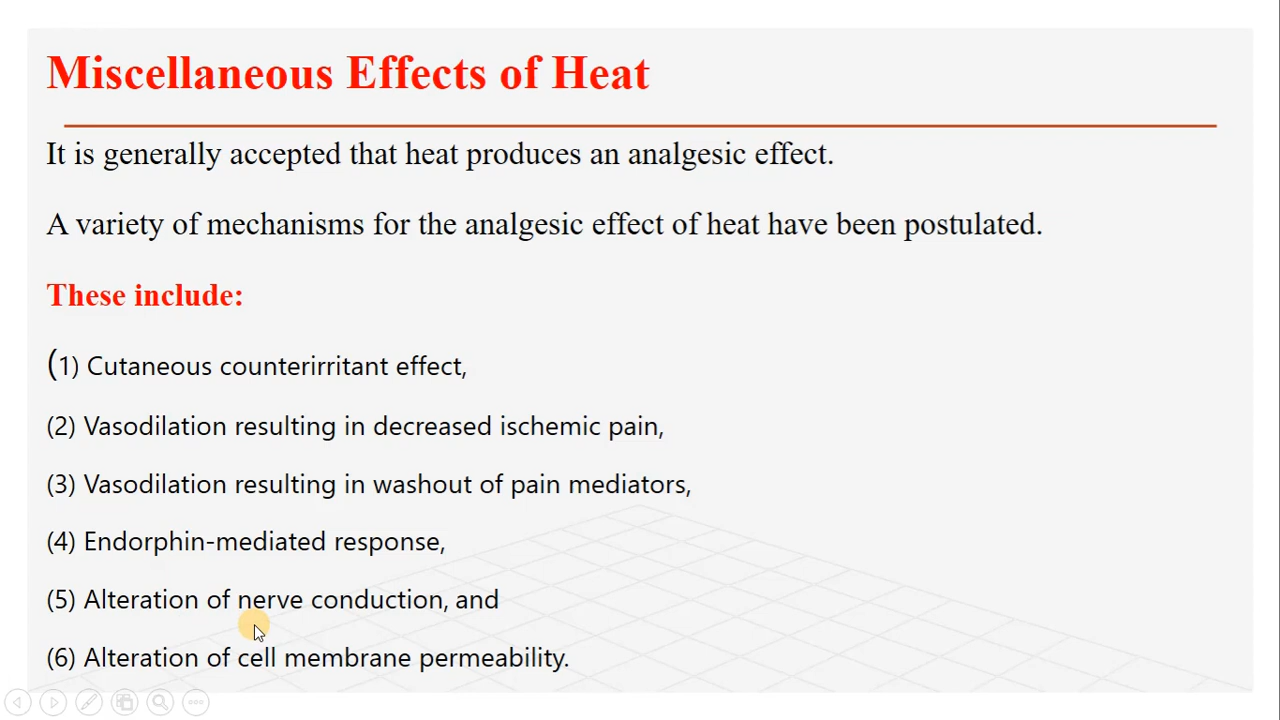 Miscellaneous Effects of Heat
It is generally accepted that heat produces an analgesic effect.
A variety of mechanisms for the analgesic effect of heat have been postulated.
These include:
(1) Cutaneous counterirritant effect,
(2) Vasodilation resulting in decreased ischemic pain,
(3) Vasodilation resulting in washout of pain mediators,
(4) Endorphin-mediated response,
(5) Alteration of nerve conduction, and
(6) Alteration of cell membrane permeability.